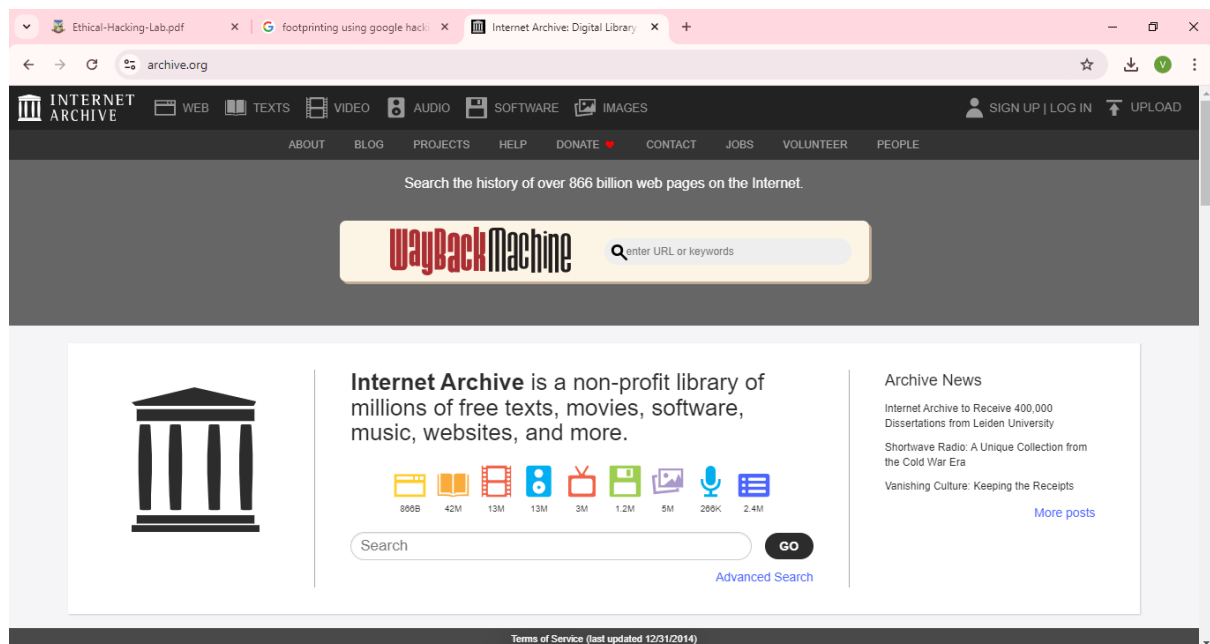 Ethical-Hacking-Lab.pdf
footprinting using google hacki
Internet Archive: Digital Library
archive.org
V
INTERNET
ARCHIVE
WEB
TEXTS
VIDEO
AUDIO
SOFTWARE
IMAGES
SIGN UP | LOG IN
UPLOAD
ABOUT
BLOG
PROJECTS
HELP
DONATE
CONTACT
JOBS
VOLUNTEER
PEOPLE
Search the history of over 866 billion web pages on the Internet.
WayBackMachine
enter URL or keywords
Internet Archive is a non-profit library of
millions of free texts, movies, software,
music, websites, and more.
866B
42M
13M
13M
3M
1.2M
5M
266K
2.4M
Search
GO
Advanced Search
Archive News
Internet Archive to Receive 400,000
Dissertations from Leiden University
Shortwave Radio: A Unique Collection from
the Cold War Era
Vanishing Culture: Keeping the Receipts
More posts
Terms of Service (last updated 12/31/2014)